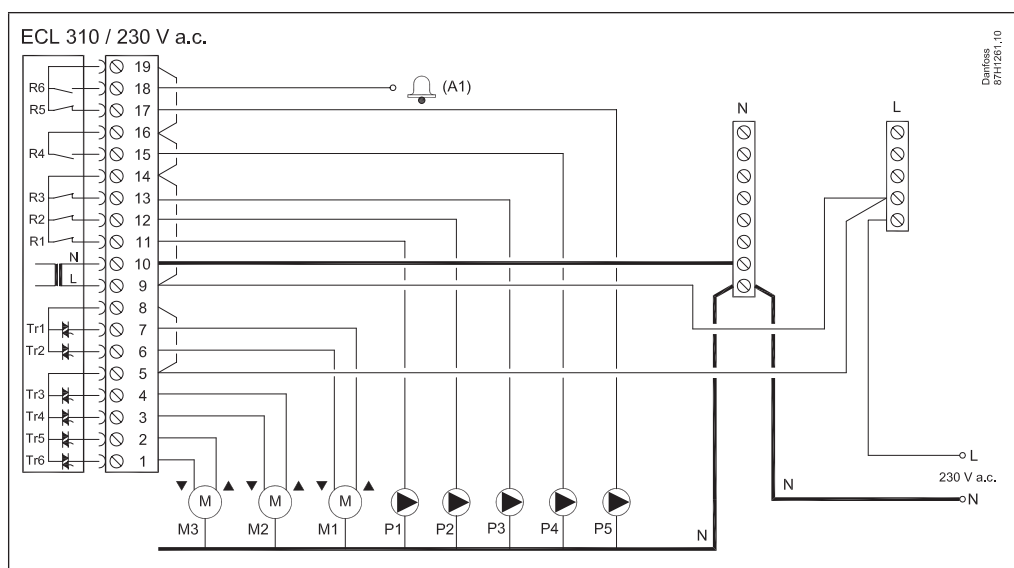 ECL 310 / 230 V a.c.
Danfoss
87H1261.10
19
R6 18 (A1)
R5 17
N L
16
R4 15
14
R3 13
R2 12
R1 11
N 10
L 9
8
Tr1 7
Tr2 6
5
Tr3 4
Tr4 3
Tr5 2
Tr6 1
L
230 V a.c.
N N
M M M
M3 M2 M1 P1 P2 P3 P4 P5 N